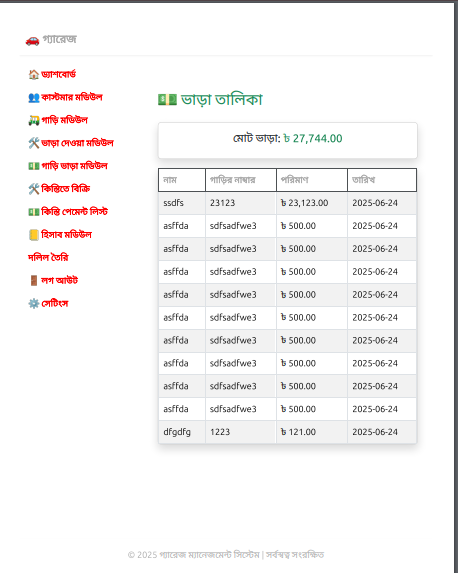 🚗 গ্যারেজ
🏠 ড্যাশবোর্ড
👥 কাস্টমার মডিউল
🛺 গাড়ি মডিউল
🛠️ ভাড়া দেওয়া মডিউল
💵 গাড়ি ভাড়া মডিউল
🛠️ কিস্তিতে বিক্রি
💵 কিস্তি পেমেন্ট লিস্ট
📒 হিসাব মডিউল
দলিল তৈরি
🚪 লগ আউট
⚙️ সেটিংস
💵 ভাড়া তালিকা
মোট ভাড়া: ৳ 27,744.00
নাম গাড়ির নাম্বার পরিমাণ তারিখ
ssdfs 23123 ৳ 23,123.00 2025-06-24
asffda sdfsadfwe3 ৳ 500.00 2025-06-24
asffda sdfsadfwe3 ৳ 500.00 2025-06-24
asffda sdfsadfwe3 ৳ 500.00 2025-06-24
asffda sdfsadfwe3 ৳ 500.00 2025-06-24
asffda sdfsadfwe3 ৳ 500.00 2025-06-24
asffda sdfsadfwe3 ৳ 500.00 2025-06-24
asffda sdfsadfwe3 ৳ 500.00 2025-06-24
asffda sdfsadfwe3 ৳ 500.00 2025-06-24
asffda sdfsadfwe3 ৳ 500.00 2025-06-24
dfgdfg 1223 ৳ 121.00 2025-06-24
© 2025 গ্যারেজ ম্যানেজমেন্ট সিস্টেম | সর্বস্বত্ব সংরক্ষিত